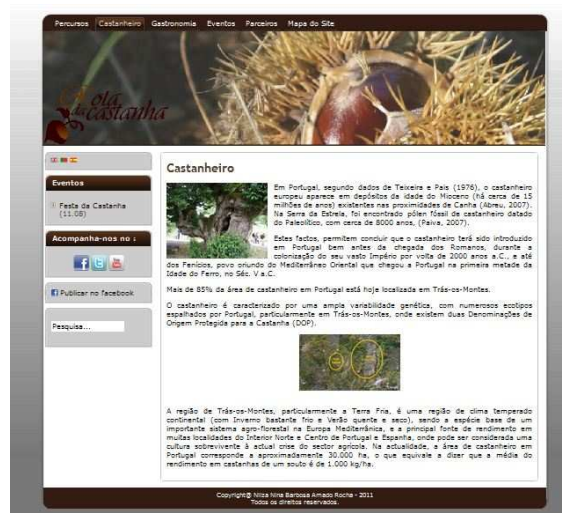 Percursos Castanheiro Gastronomia Eventos Parceiros Mapa do Site
Rota
da castanha
Castanheiro
Eventos
Festa da Castanha
(11.08)
Acompanha-nos no :
Publicar no facebook
Pesquisa...
Em Portugal, segundo dados de Teixeira e Pais (1976), o castanheiro
europeu aparece em depósitos da idade do Mioceno (há cerca de 15
milhões de anos) existentes nas proximidades de Canha (Abreu, 2007).
Na Serra da Estrela, foi encontrado pólen fóssil de castanheiro datado
do Paleolítico, com cerca de 8000 anos, (Paiva, 2007).
Estes factos, permitem concluir que o castanheiro terá sido introduzido
em Portugal bem antes da chegada dos Romanos, durante a
colonização do seu vasto Império por volta de 2000 anos a.C., e até
dos Fenícios, povo oriundo do Mediterrâneo Oriental que chegou a Portugal na primeira metade da
Idade do Ferro, no Séc. V a.C.
Mais de 85% da área de castanheiro em Portugal está hoje localizada em Trás-os-Montes.
O castanheiro é caracterizado por uma ampla variabilidade genética, com numerosos ecotipos
espalhados por Portugal, particularmente em Trás-os-Montes, onde existem duas Denominações de
Origem Protegida para a Castanha (DOP).
A região de Trás-os-Montes, particularmente a Terra Fria, é uma região de clima temperado
continental (com Inverno bastante frio e Verão quente e seco), sendo a espécie base de um
importante sistema agro-florestal na Europa Mediterrânica, e a principal fonte de rendimento em
muitas localidades do Interior Norte e Centro de Portugal e Espanha, onde pode ser considerada uma
cultura sobrevivente à actual crise do sector agrícola. Na actualidade, a área de castanheiro em
Portugal corresponde a aproximadamente 30.000 ha, o que equivale a dizer que a média do
rendimento em castanhas de um souto é de 1.000 kg/ha.
Copyright@ Nilza Nina Barbosa Amado Rocha - 2011
Todos os direitos reservados.